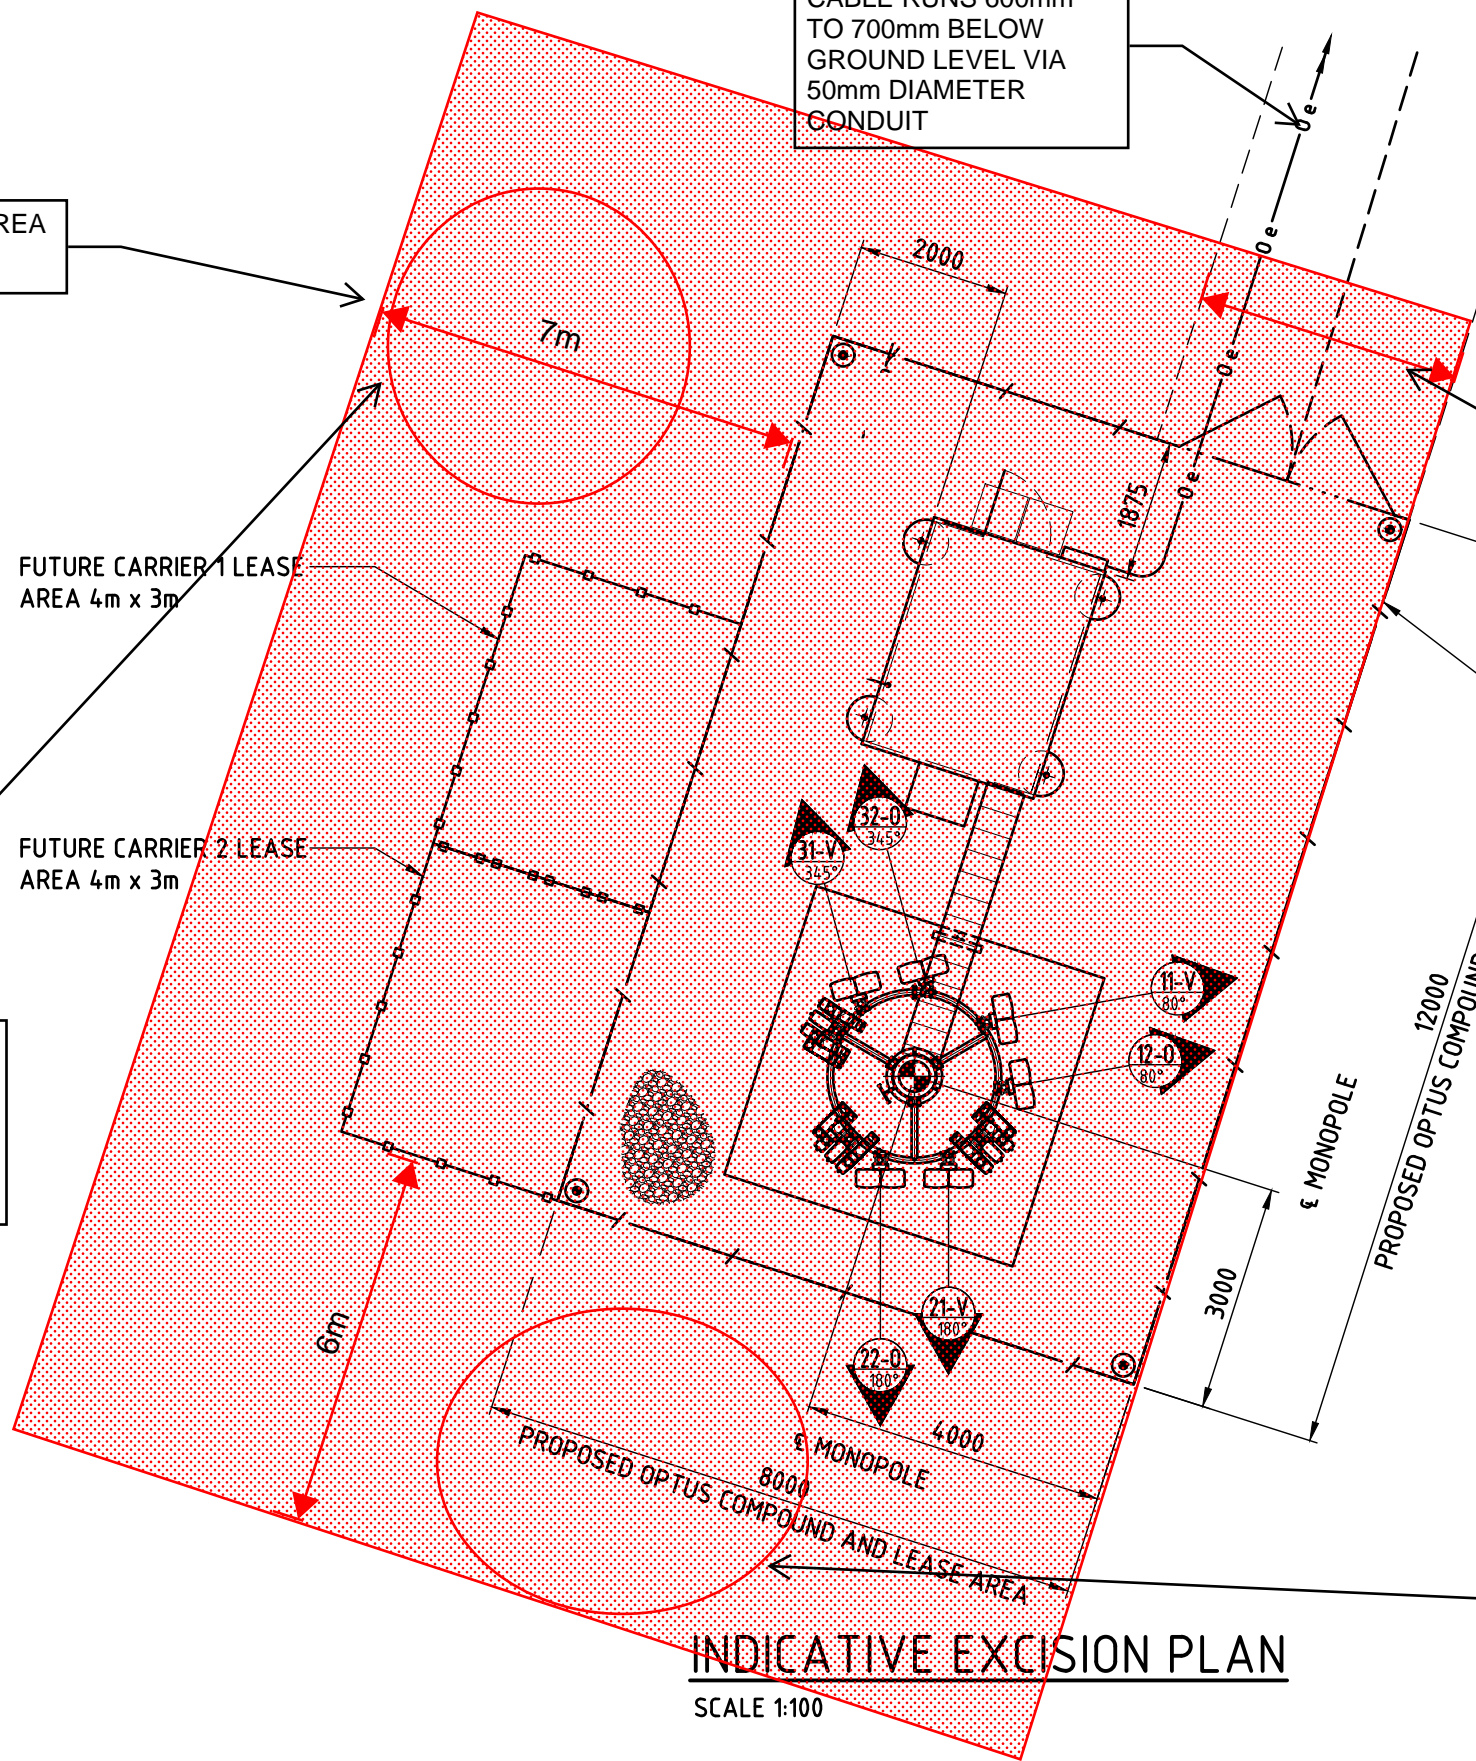 CABLE RUNS 600mm
TO 700mm BELOW
GROUND LEVEL VIA
50mm DIAMETER
CONDUIT
O e
O e
O e
O e
REA
2000
7m
1875
FUTURE CARRIER 1 LEASE
AREA 4m x 3m
FUTURE CARRIER 2 LEASE
AREA 4m x 3m
32-O
345°
31-V
345°
11-V
80°
12-O
80°
12000
PROPOSED OPTUS COMPOUND
℄ MONOPOLE
3000
6m
21-V
180°
22-O
180°
4000
℄ MONOPOLE
8000
PROPOSED OPTUS COMPOUND AND LEASE AREA
INDICATIVE EXCISION PLAN
SCALE 1:100